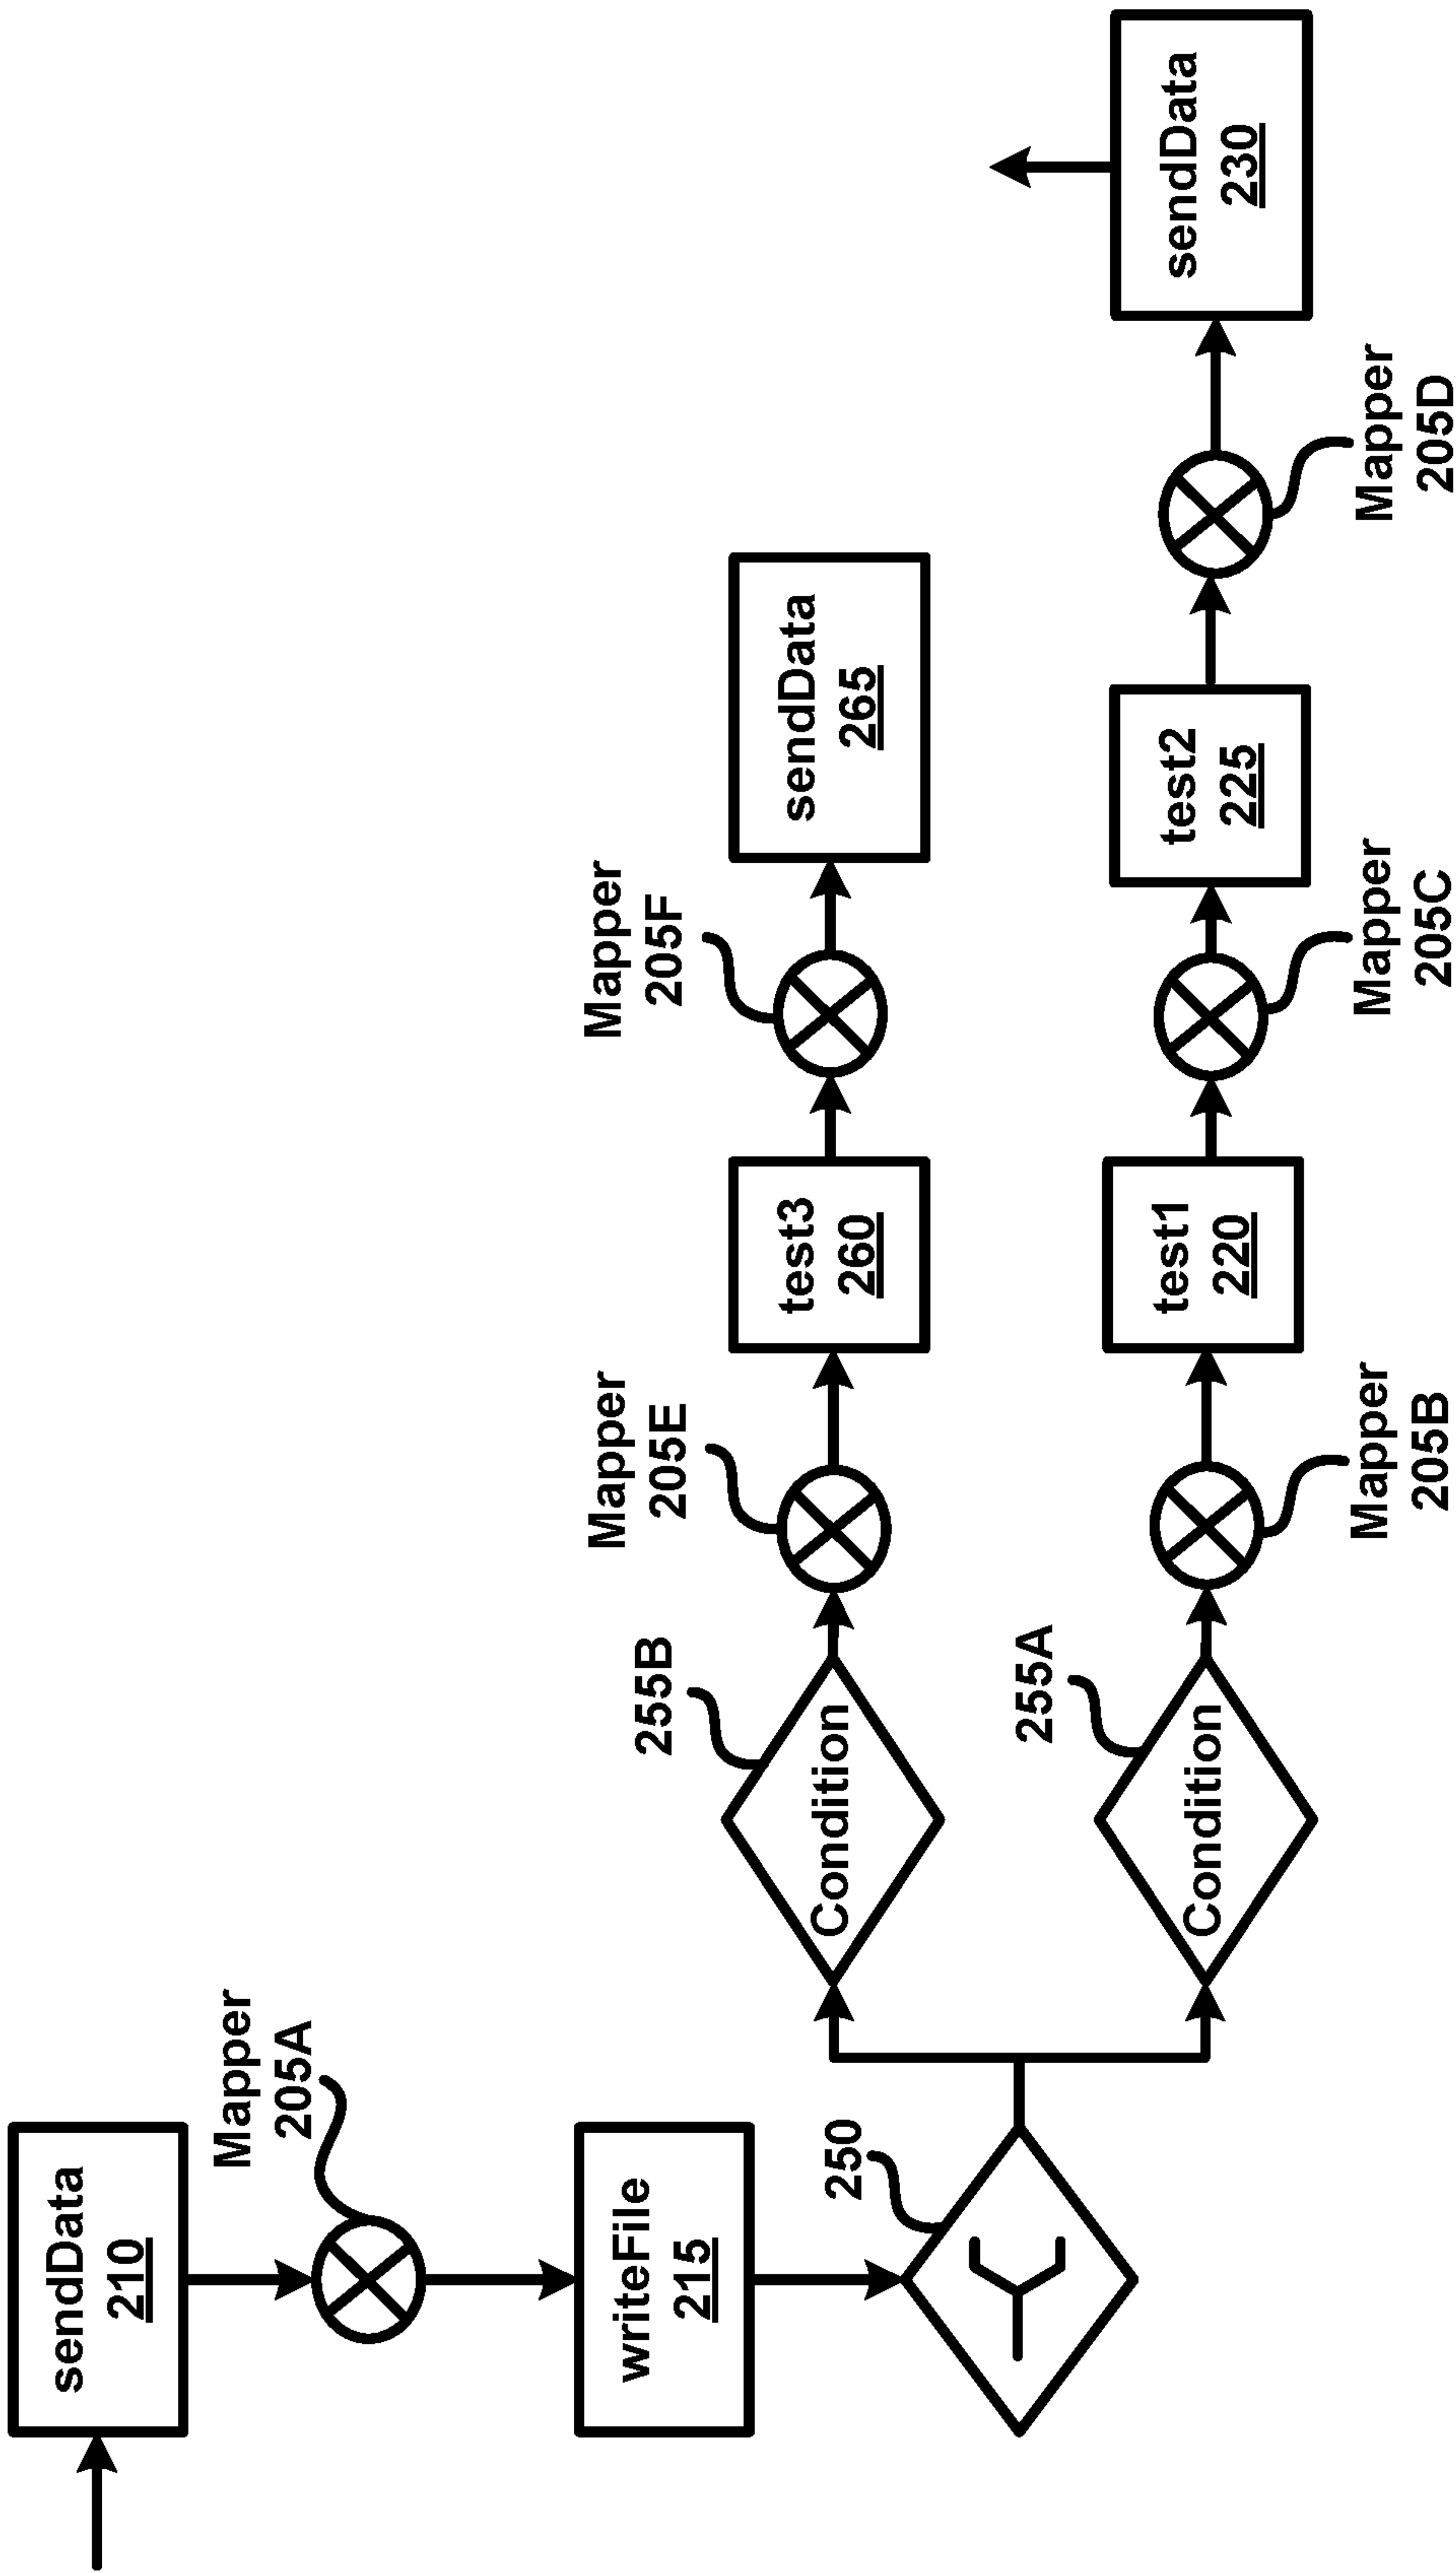 sendData
210
Mapper
205A
writeFile
215
250
255B
Condition
Mapper
205E
test3
260
Mapper
205F
sendData
265
255A
Condition
Mapper
205B
test1
220
Mapper
205C
test2
225
Mapper
205D
sendData
230